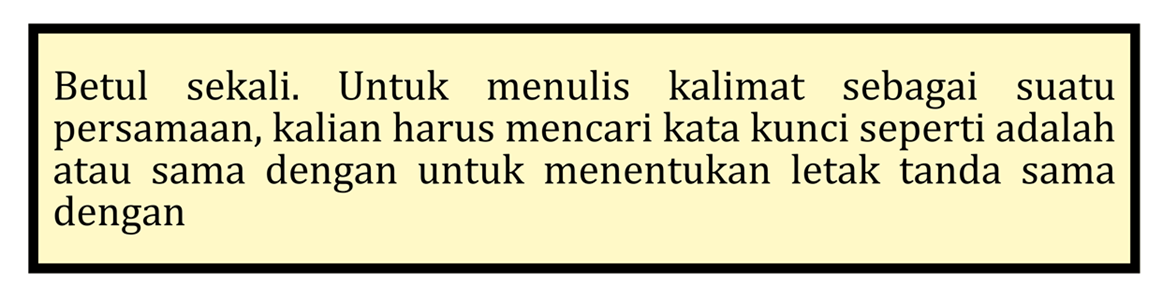 Betul sekali. Untuk menulis kalimat sebagai suatu
persamaan, kalian harus mencari kata kunci seperti adalah
atau sama dengan untuk menentukan letak tanda sama
dengan